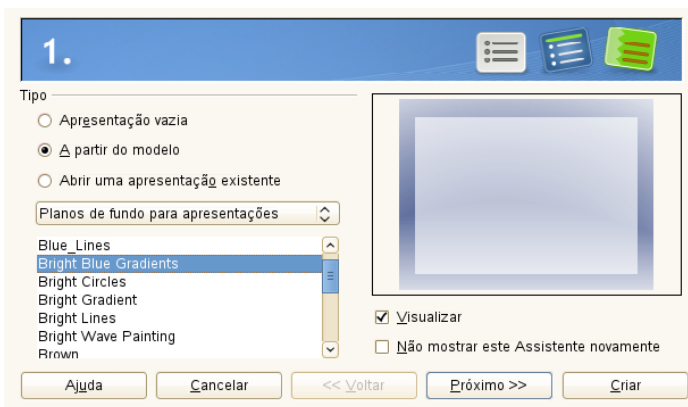 1.
Tipo
Apresentação vazia
A partir do modelo
Abrir uma apresentação existente
Planos de fundo para apresentações
Blue_Lines
Bright Blue Gradients
Bright Circles
Bright Gradient
Bright Lines
Bright Wave Painting
Brown
Visualizar
Não mostrar este Assistente novamente
Ajuda
Cancelar
<< Voltar
Próximo >>
Criar